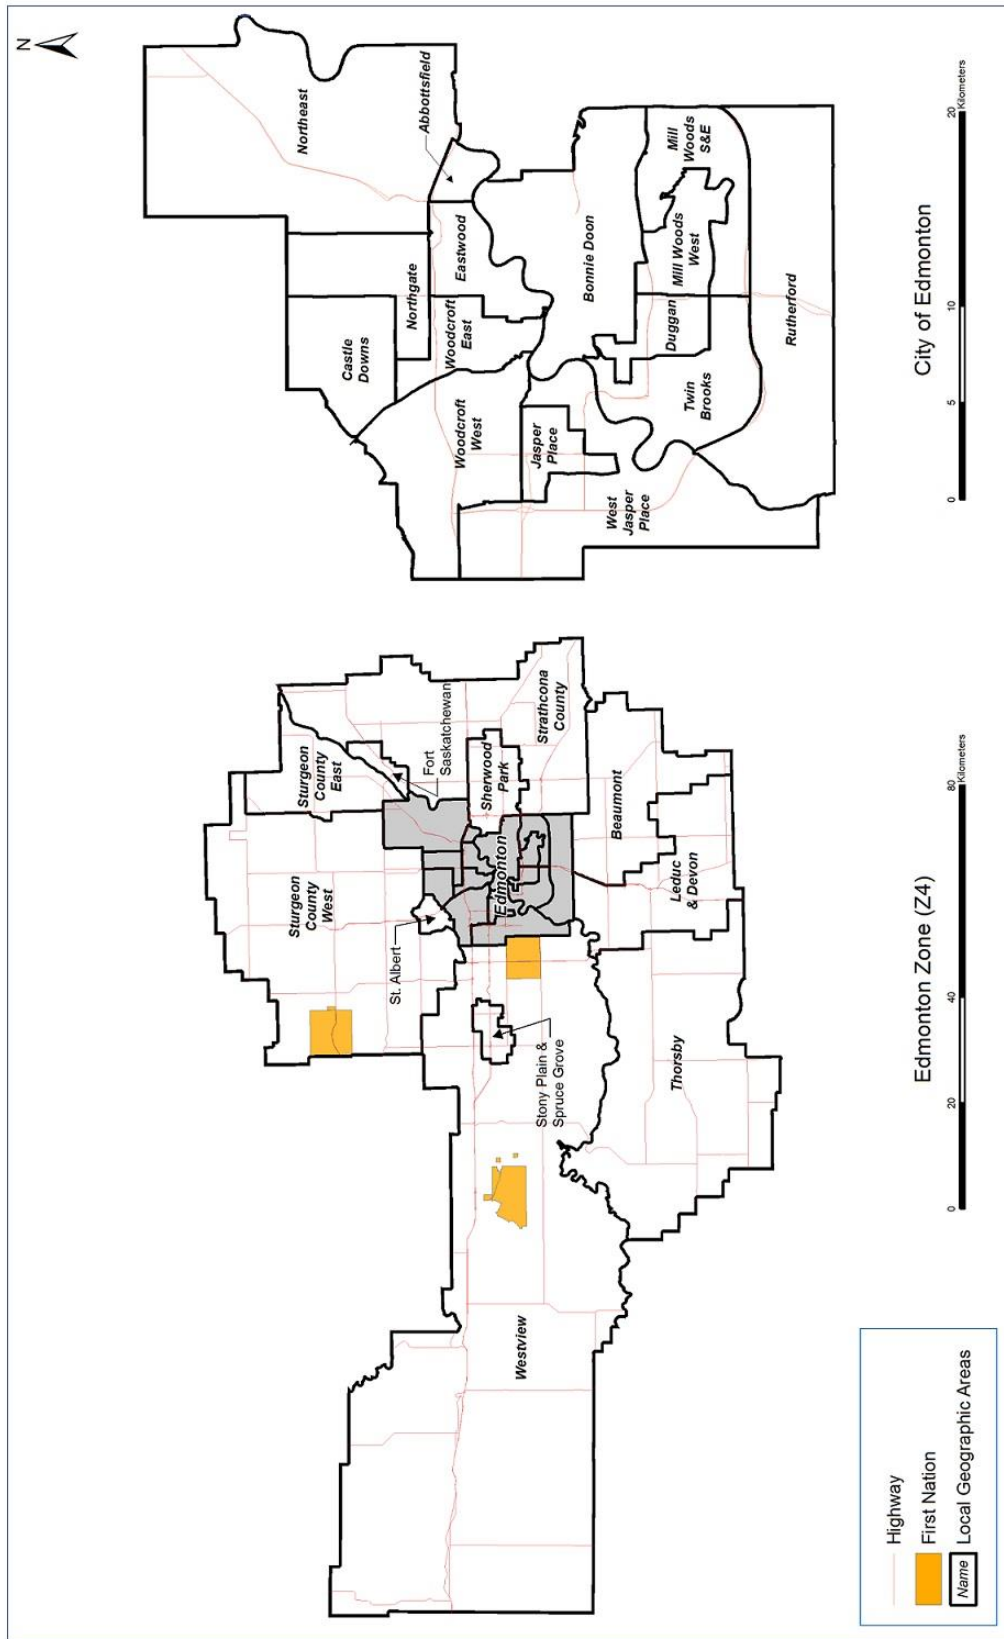 N
Sturgeon
County
East
Sturgeon
County
West
Fort
Saskatchewan
St. Albert
Sherwood
Park
Edmonton
Strathcona
County
Stony Plain &
Spruce Grove
Westview
Beaumont
Leduc
& Devon
Thorsby
Highway
First Nation
Name
Local Geographic Areas
Edmonton Zone (Z4)
0
20
40
80
Kilometers
Northeast
Abbottsfield
Castle
Downs
Northgate
Eastwood
Woodcroft
East
Woodcroft
West
Jasper
Place
West
Jasper
Place
Bonnie Doon
Mill
Woods
S&E
Mill Woods
West
Duggan
Twin
Brooks
Rutherford
City of Edmonton
0
5
10
20
Kilometers